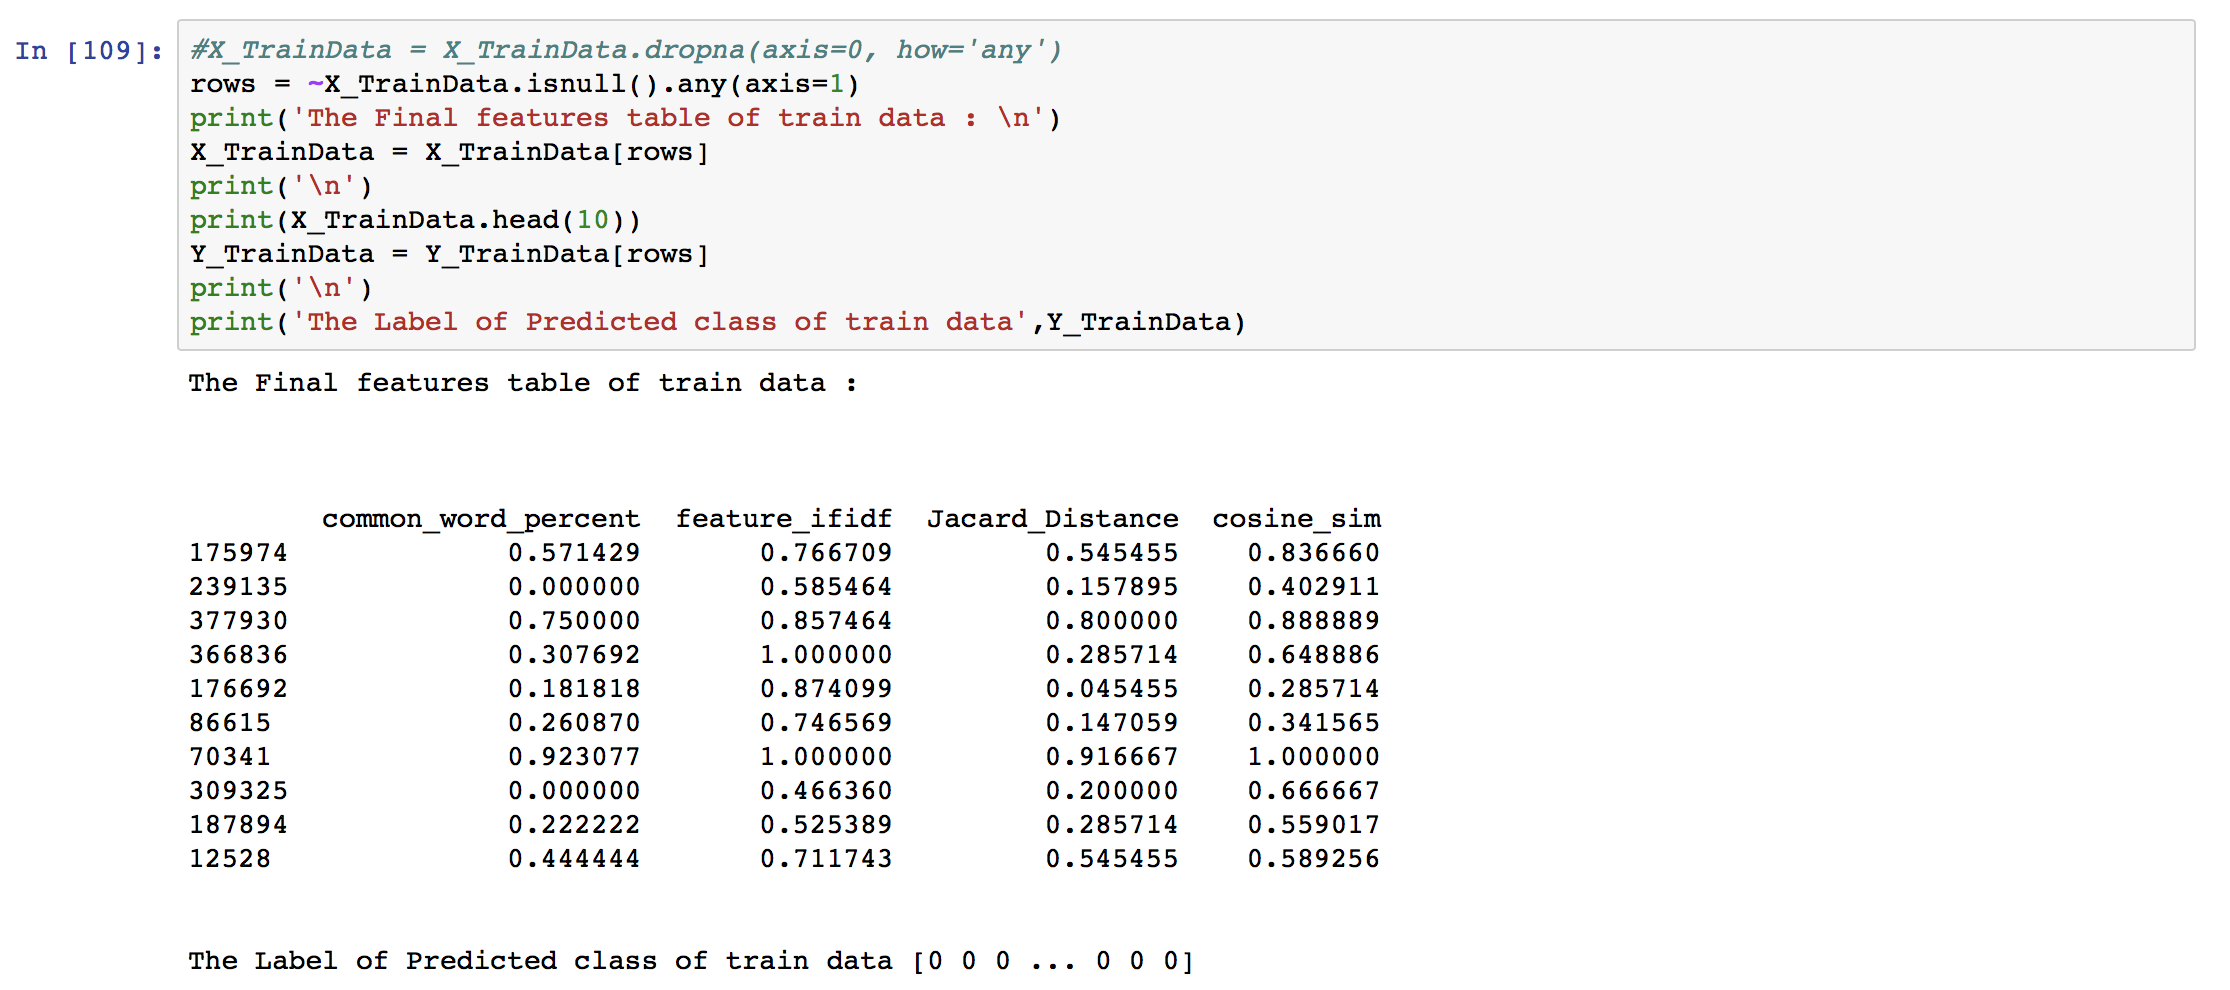 In [109]: #X_TrainData = X_TrainData.dropna(axis=0, how='any')
rows = ~X_TrainData.isnull().any(axis=1)
print('The Final features table of train data : \n')
X_TrainData = X_TrainData[rows]
print('\n')
print(X_TrainData.head(10))
Y_TrainData = Y_TrainData[rows]
print('\n')
print('The Label of Predicted class of train data',Y_TrainData)
The Final features table of train data :
common_word_percent feature_ifidf Jacard_Distance cosine_sim
175974 0.571429 0.766709 0.545455 0.836660
239135 0.000000 0.585464 0.157895 0.402911
377930 0.750000 0.857464 0.800000 0.888889
366836 0.307692 1.000000 0.285714 0.648886
176692 0.181818 0.874099 0.045455 0.285714
86615 0.260870 0.746569 0.147059 0.341565
70341 0.923077 1.000000 0.916667 1.000000
309325 0.000000 0.466360 0.200000 0.666667
187894 0.222222 0.525389 0.285714 0.559017
12528 0.444444 0.711743 0.545455 0.589256
The Label of Predicted class of train data [0 0 0 ... 0 0 0]